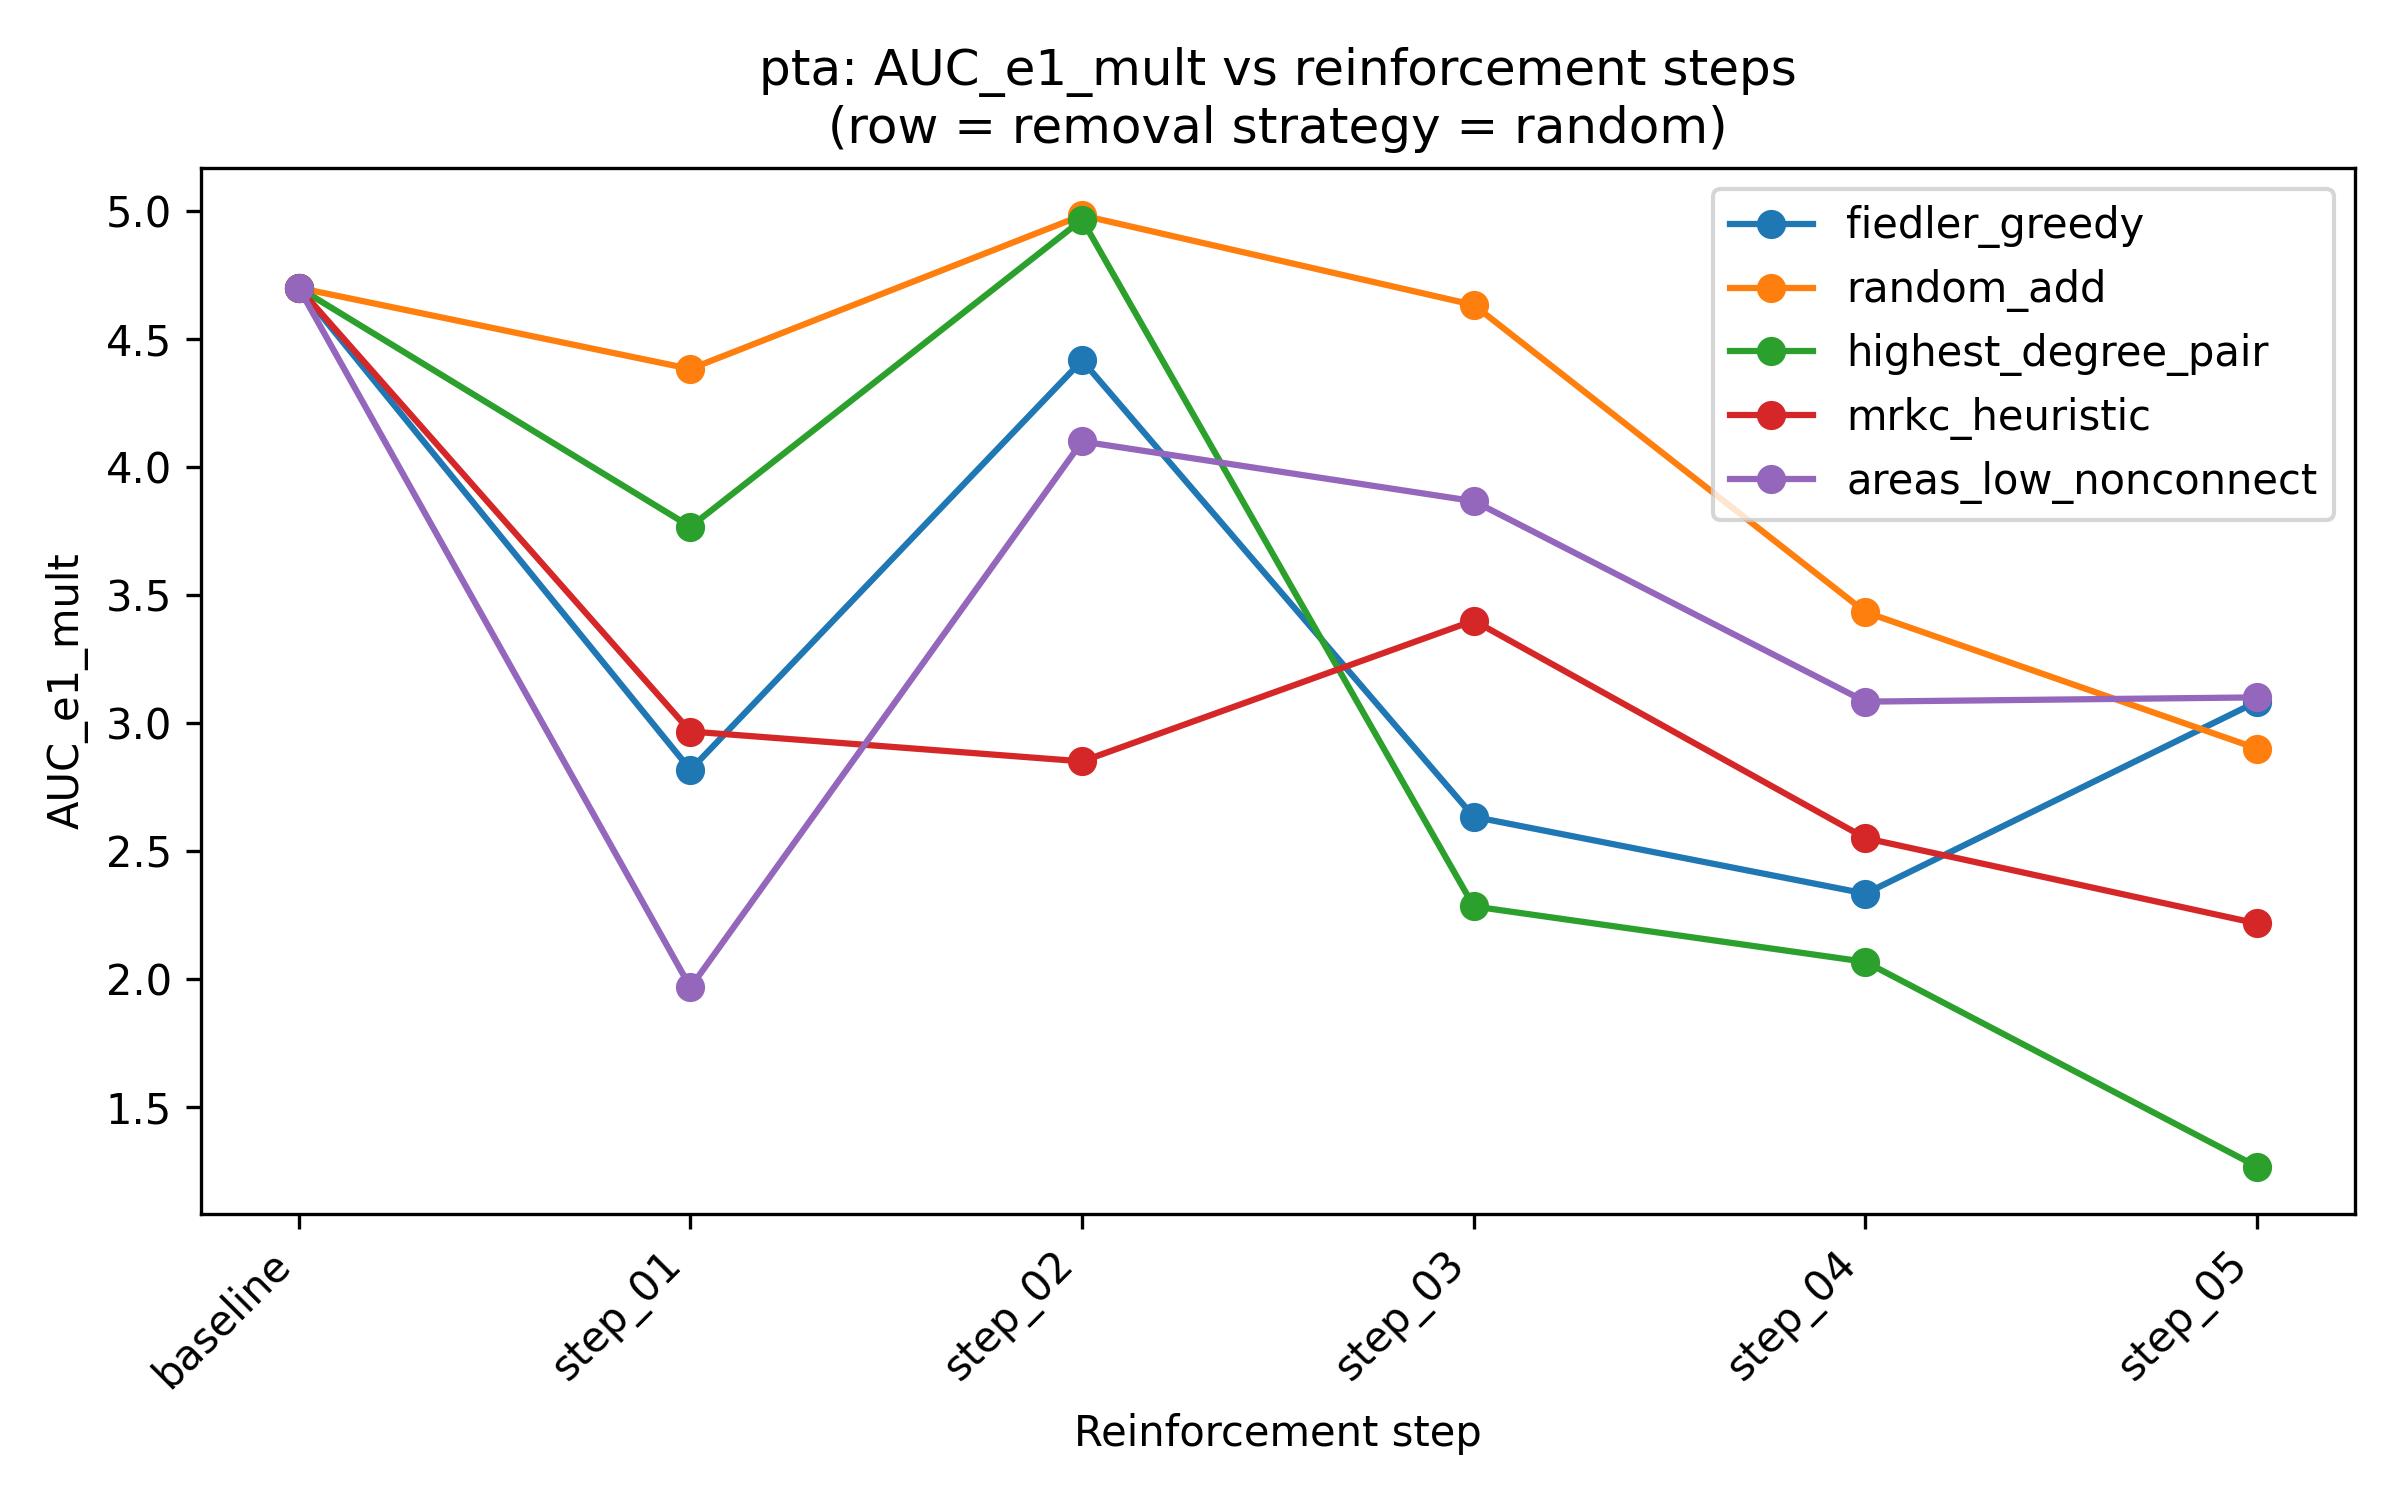 pta: AUC_e1_mult vs reinforcement steps
(row = removal strategy = random)
AUC_e1_mult
5.0
4.5
4.0
3.5
3.0
2.5
2.0
1.5
fiedler_greedy
random_add
highest_degree_pair
mrkc_heuristic
areas_low_nonconnect
baseline
step_01
step_02
step_03
step_04
step_05
Reinforcement step